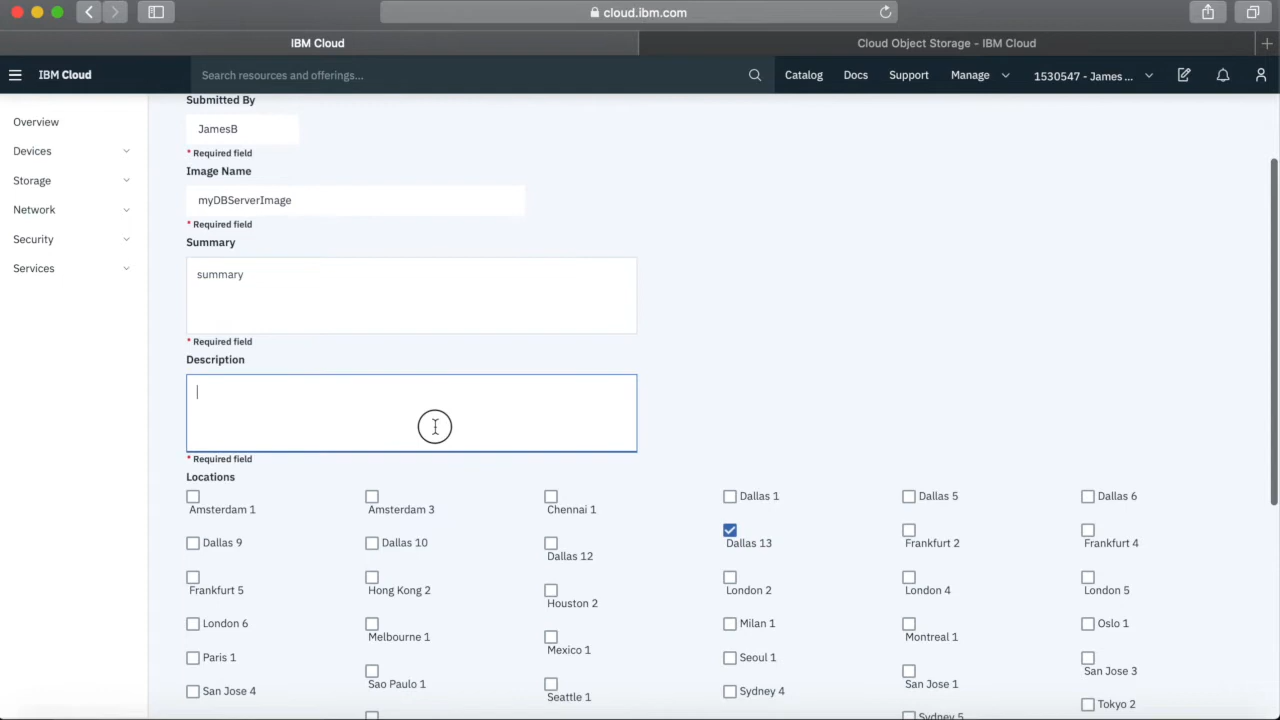 cloud.ibm.com
IBM Cloud
Cloud Object Storage - IBM Cloud
IBM Cloud
Search resources and offerings...
Catalog
Docs
Support
Manage
1530547 - James ...
Overview
Devices
Storage
Network
Security
Services
Submitted By
JamesB
* Required field
Image Name
myDBServerImage
* Required field
Summary
summary
* Required field
Description
* Required field
Locations
Amsterdam 1
Amsterdam 3
Chennai 1
Dallas 1
Dallas 5
Dallas 6
Dallas 9
Dallas 10
Dallas 12
Dallas 13
Frankfurt 2
Frankfurt 4
Frankfurt 5
Hong Kong 2
Houston 2
London 2
London 4
London 5
London 6
Melbourne 1
Mexico 1
Milan 1
Montreal 1
Oslo 1
Paris 1
Sao Paulo 1
Seattle 1
Seoul 1
San Jose 1
San Jose 3
San Jose 4
Sydney 4
Sydney 5
Tokyo 2